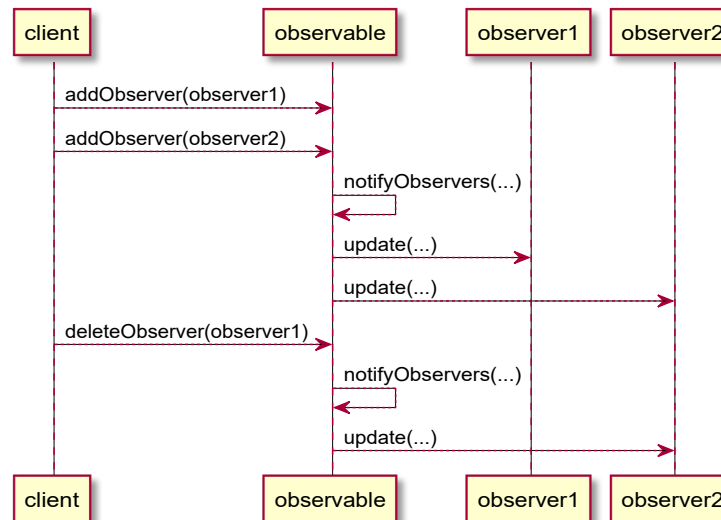 client observable observer1 observer2
addObserver(observer1)
addObserver(observer2)
notifyObservers(...)
update(...)
update(...)
deleteObserver(observer1)
notifyObservers(...)
update(...)
client observable observer1 observer2